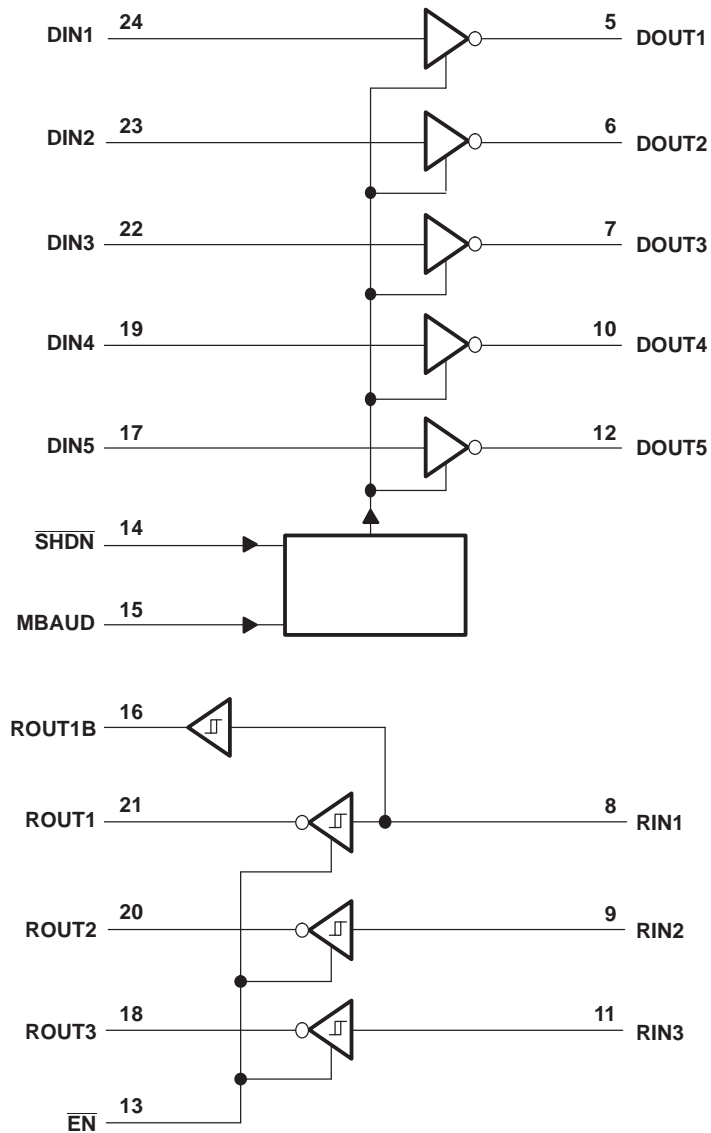 DIN1 24 5 DOUT1
DIN2 23 6 DOUT2
DIN3 22 7 DOUT3
DIN4 19 10 DOUT4
DIN5 17 12 DOUT5
S̅H̅D̅N̅ 14
MBAUD 15
ROUT1B 16
ROUT1 21 8 RIN1
ROUT2 20 9 RIN2
ROUT3 18 11 RIN3
E̅N̅ 13